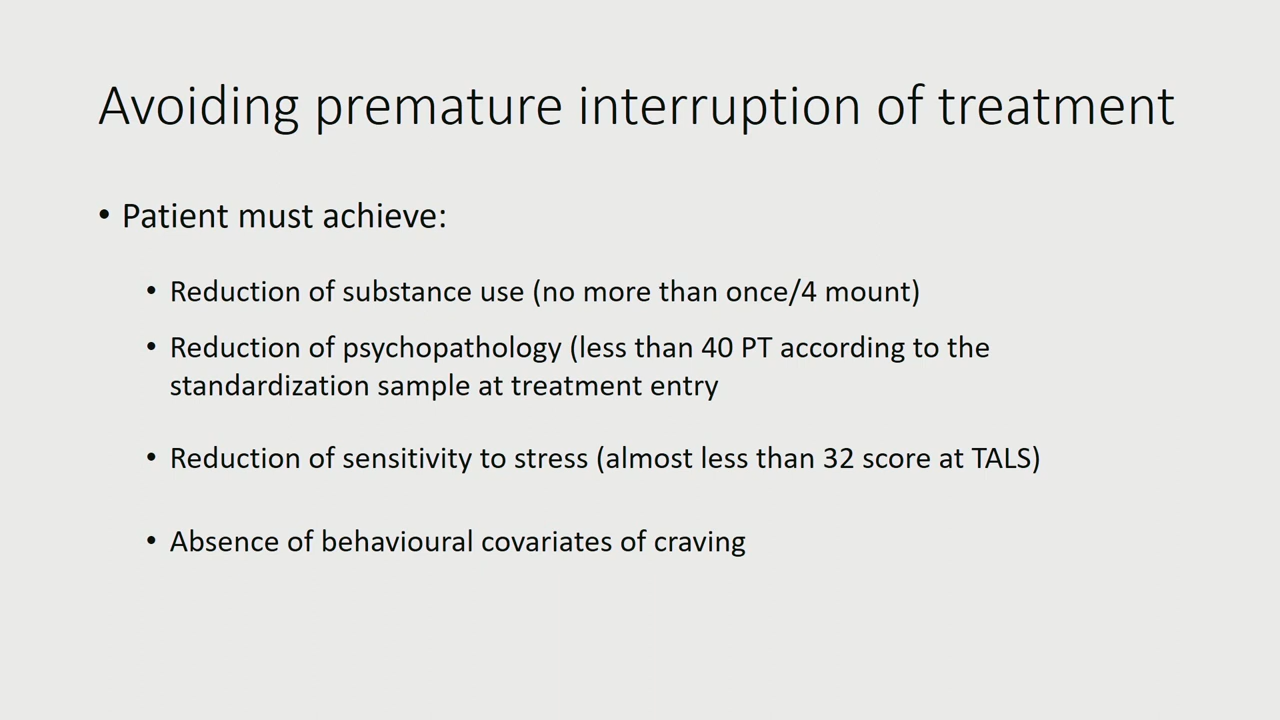 Avoiding premature interruption of treatment
• Patient must achieve:
• Reduction of substance use (no more than once/4 mount)
• Reduction of psychopathology (less than 40 PT according to the
standardization sample at treatment entry
• Reduction of sensitivity to stress (almost less than 32 score at TALS)
• Absence of behavioural covariates of craving